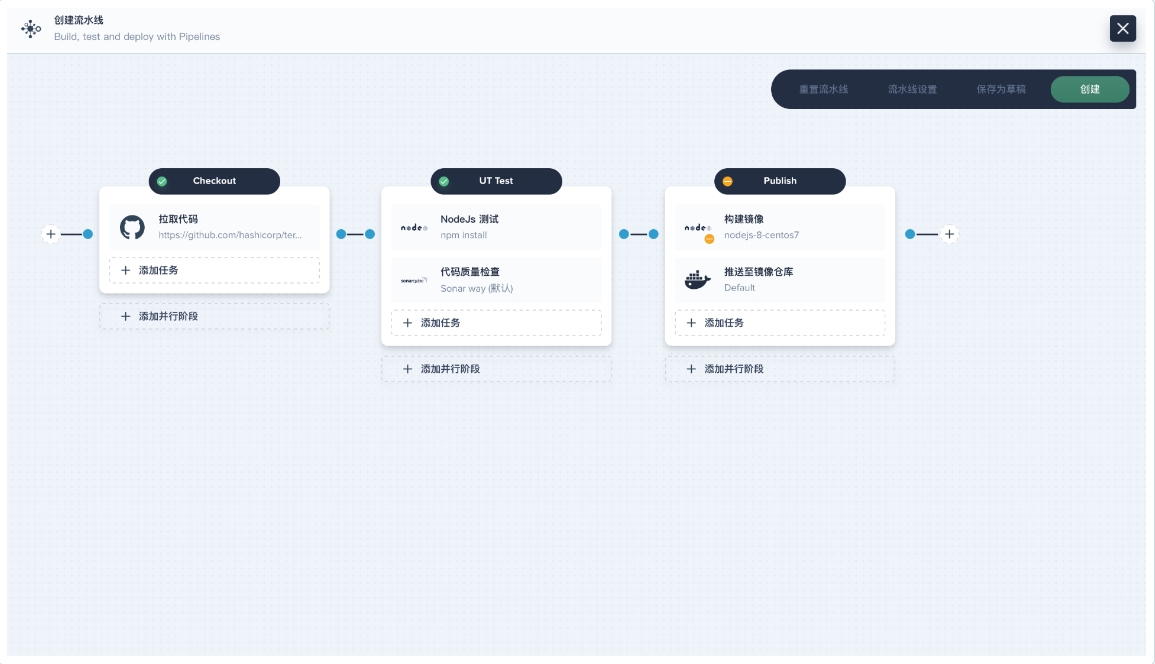 创建流水线
Build, test and deploy with Pipelines
重置流水线
流水线设置
保存为草稿
创建
Checkout
拉取代码
https://github.com/hashicorp/ter...
添加任务
添加并行阶段
UT Test
node
NodeJs 测试
npm install
sonarqube
代码质量检查
Sonar way (默认)
添加任务
添加并行阶段
Publish
node
构建镜像
nodejs-8-centos7
推送至镜像仓库
Default
添加任务
添加并行阶段